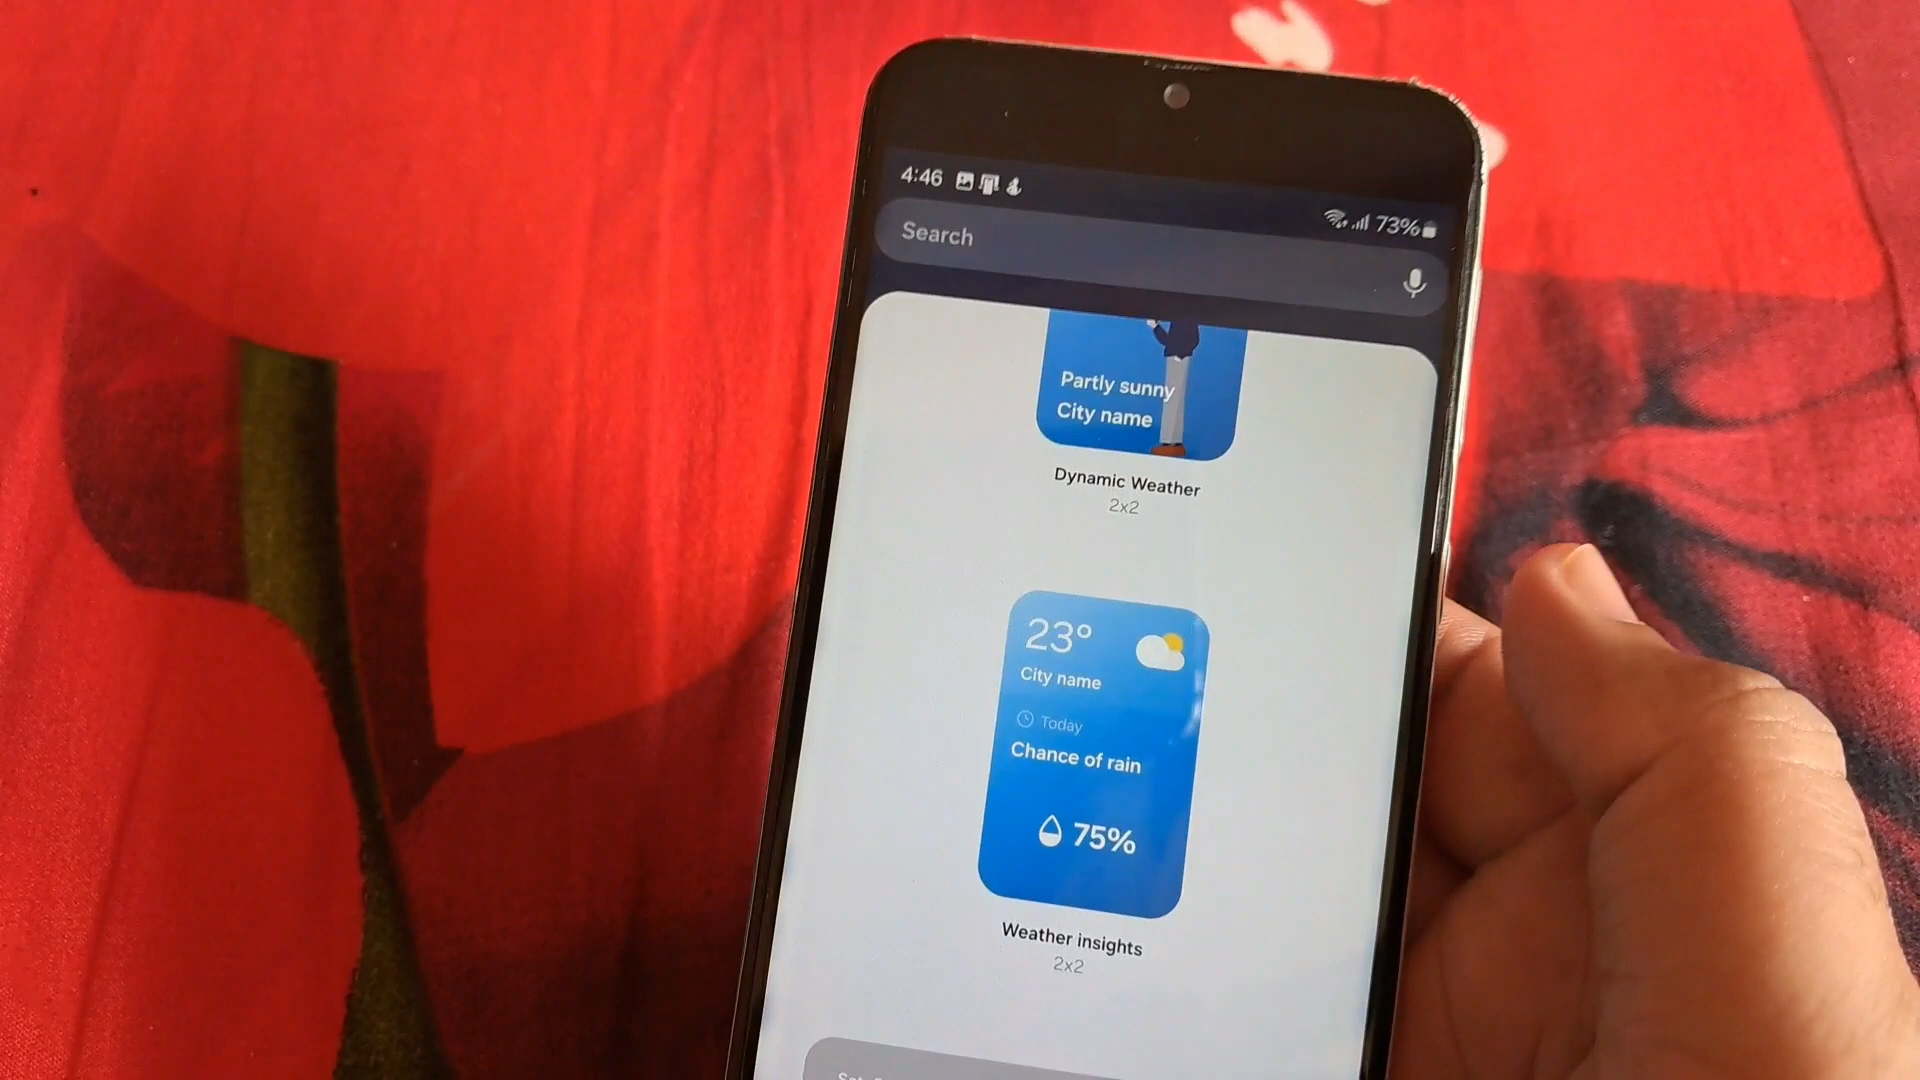 4:46
73%
Search
Partly sunny
City name
Dynamic Weather
2x2
23°
City name
Today
Chance of rain
75%
Weather insights
2x2